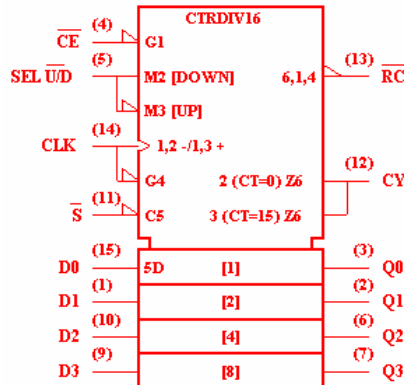 CTRDIV16
(4)
C̅E̅ G1
(5) (13)
SEL U̅/D M2 [DOWN] 6,1,4 R̅C̅
M3 [UP]
(14)
CLK 1,2 -/1,3 +
(12)
G4 2 (CT=0) Z6 CY
(11)
S̅ C5 3 (CT=15) Z6
(15) (3)
D0 5D [1] Q0
(1) (2)
D1 [2] Q1
(10) (6)
D2 [4] Q2
(9) (7)
D3 [8] Q3